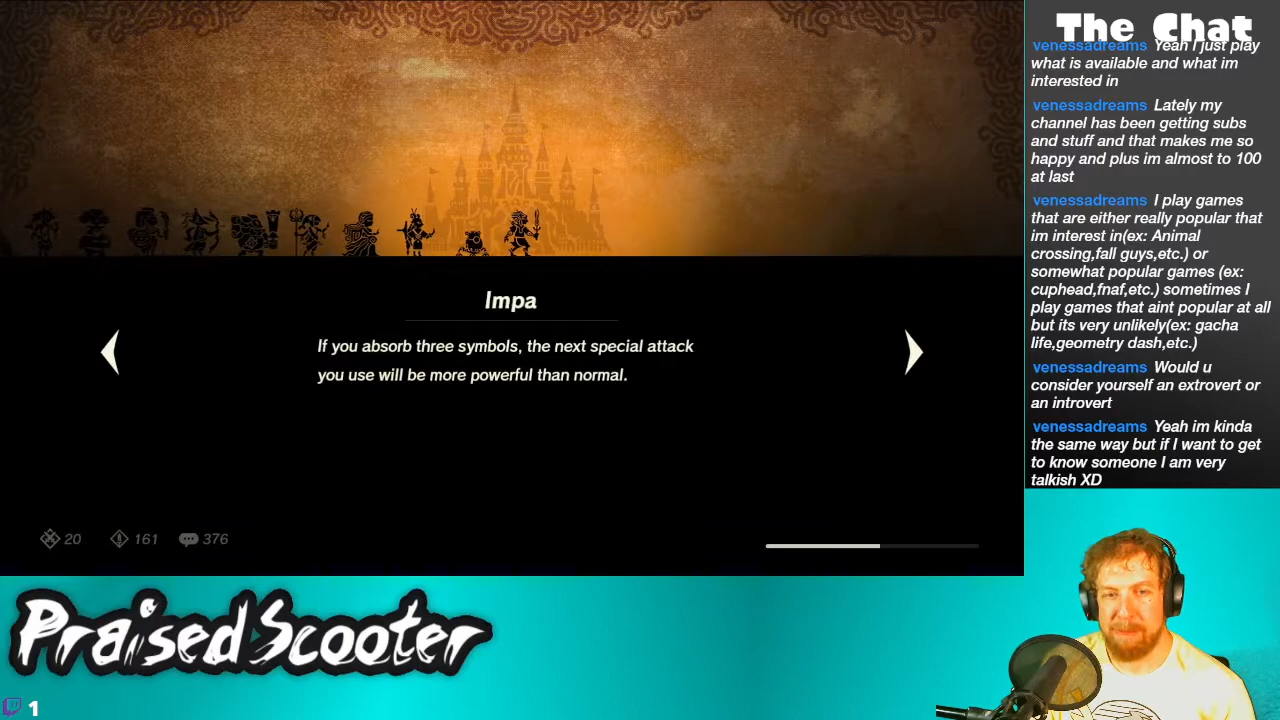 The Chat
venessadreams Yeah I just play
what is available and what im
interested in
venessadreams Lately my
channel has been getting subs
and stuff and that makes me so
happy and plus im almost to 100
at last
venessadreams I play games
that are either really popular that
im interest in(ex: Animal
crossing,fall guys,etc.) or
somewhat popular games (ex:
cuphead,fnaf,etc.) sometimes I
play games that aint popular at all
but its very unlikely(ex: gacha
life,geometry dash,etc.)
venessadreams Would u
consider yourself an extrovert or
an introvert
venessadreams Yeah im kinda
the same way but if I want to get
to know someone I am very
talkish XD
Impa
If you absorb three symbols, the next special attack
you use will be more powerful than normal.
20 161 376
PraisedScooter
1